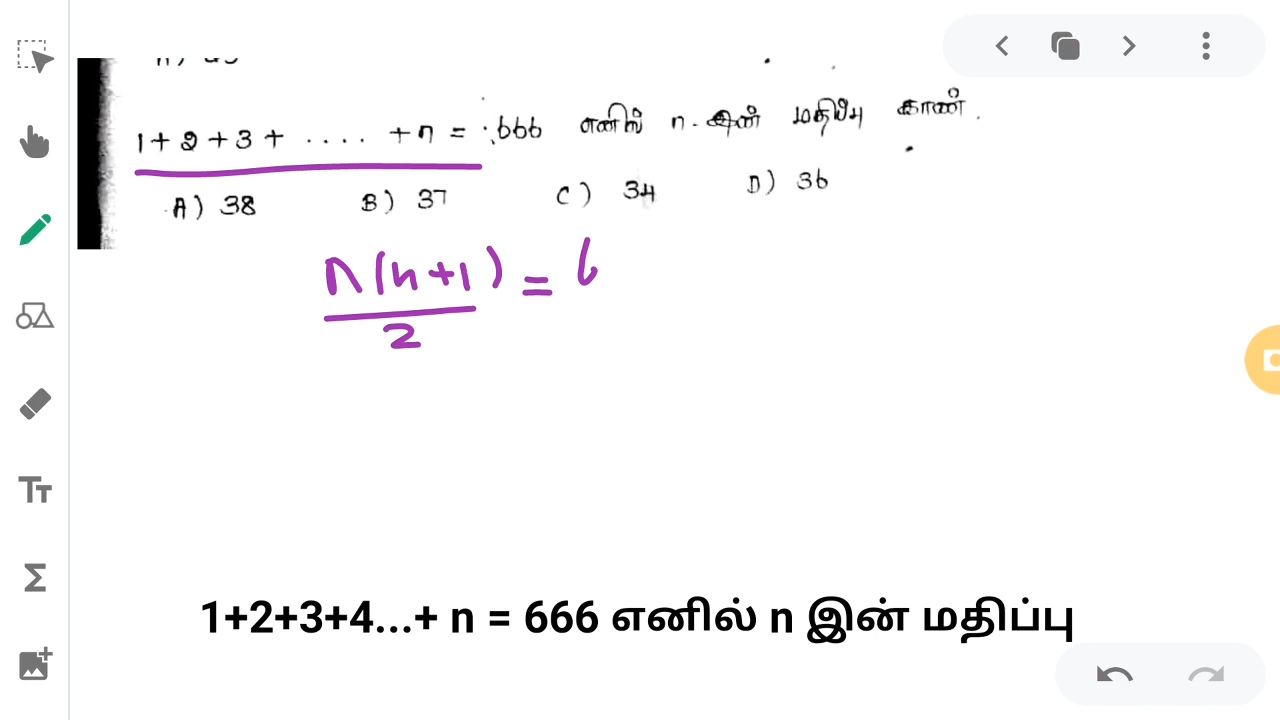 1+2+3+ .... +n = 666 எனில் n-இன் மதிப்பு காண்.
A) 38 B) 37 C) 34 D) 36
n(n+1) = 6
2
Tт
Σ
1+2+3+4...+ n = 666 எனில் n இன் மதிப்பு